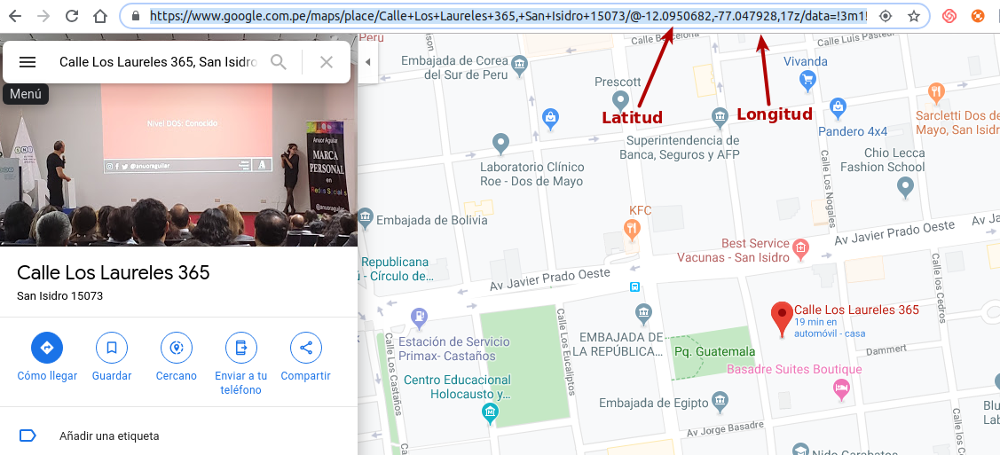 https://www.google.com.pe/maps/place/Calle+Los+Laureles+365,+San+Isidro+15073/@-12.0950682,-77.047928,17z/data=!3m1!
Calle Los Laureles 365, San Isidro
Menú
Nivel DOS: Conocido
@anuoraguilar
Anuor Aguilar
MARCA
PERSONAL
en
Redes Sociales
@anuoraguilar
Calle Los Laureles 365
San Isidro 15073
Cómo llegar
Guardar
Cercano
Enviar a tu
teléfono
Compartir
Añadir una etiqueta
Peru
Calle Barcelona
Calle Luis Pasteur
Embajada de Corea
del Sur de Peru
Prescott
Latitud
Longitud
Vivanda
Sarcletti Dos de
Mayo, San Isidro
Pandero 4x4
Superintendencia de
Banca, Seguros y AFP
Chio Lecca
Fashion School
Laboratorio Clínico
Roe - Dos de Mayo
Calle Los Nogales
KFC
Embajada de Bolivia
Av Javier Prado Oeste
Av Ja
Best Service
Vacunas - San Isidro
Republicana
ú - Círculo de…
Av Javier Prado Oeste
Calle los Cedros
Calle Los Laureles 365
19 min en
automóvil - casa
EMBAJADA DE
LA REPÚBLICA…
Estación de Servicio
Primax- Castaños
Calle Los Castaños
Calle Los Eucaliptos
Pq. Guatemala
Dammert
Basadre Suites Boutique
Centro Educacional
Holocausto y…
Embajada de Egipto
Blu
Lab
Av Jorge Basadre
Nido Garabatos